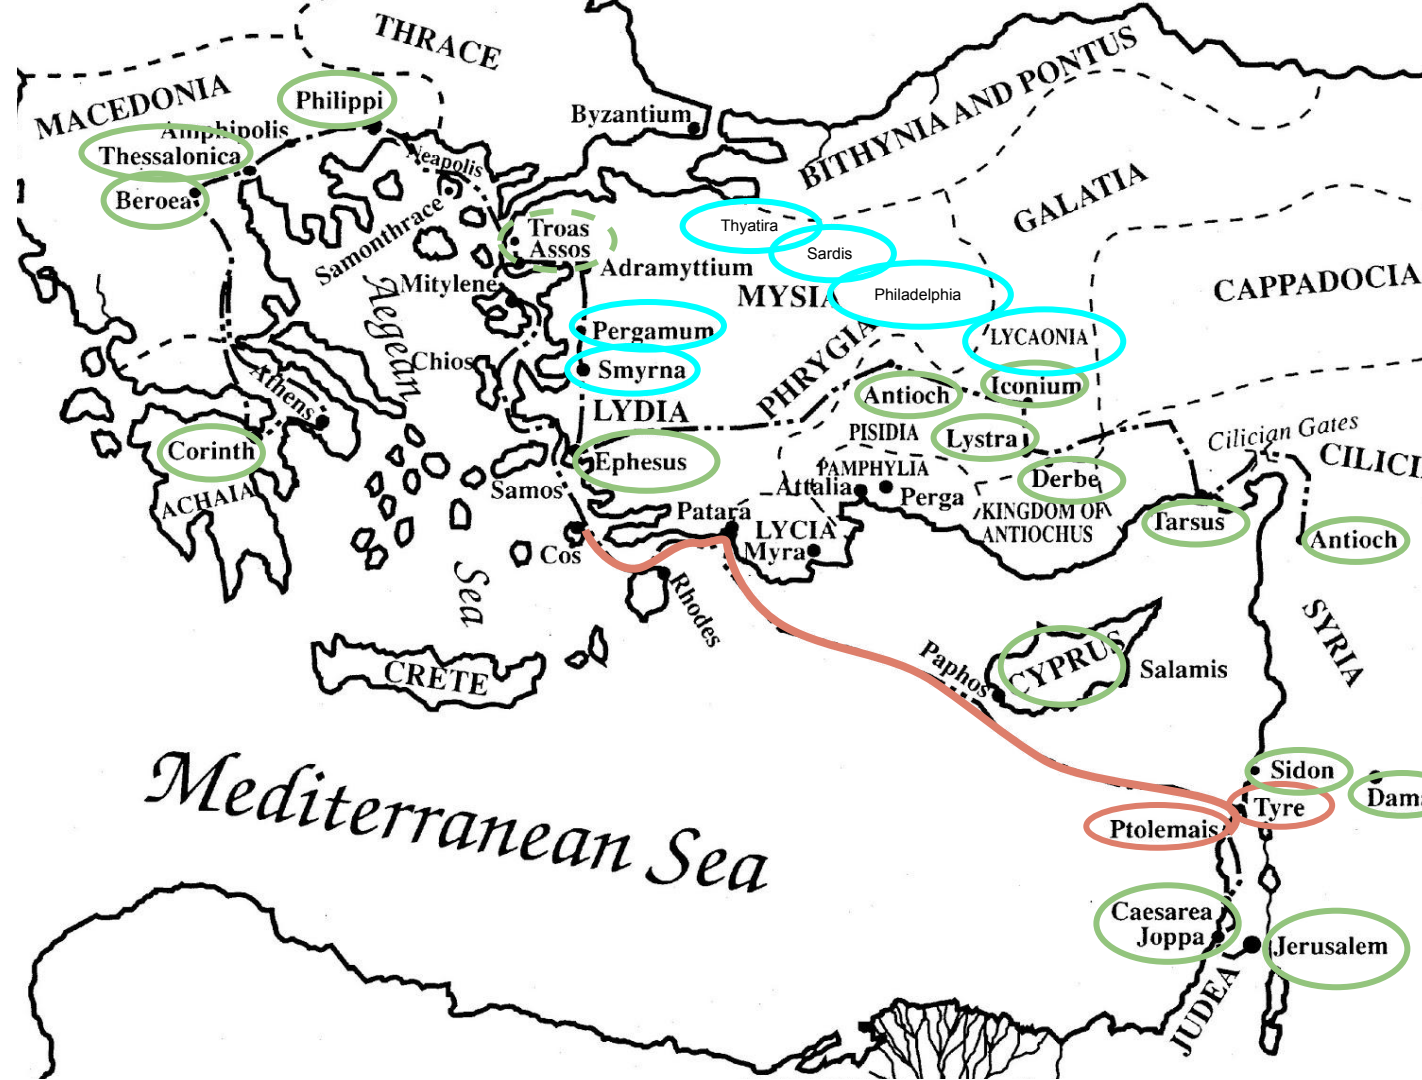 THRACE
MACEDONIA
Philippi
Amphipolis
Thessalonica
Beroea
Neapolis
Samonthrace
Byzantium
BITHYNIA AND PONTUS
GALATIA
CAPPADOCIA
Troas
Assos
Adramyttium
Mitylene
Thyatira
Sardis
Philadelphia
MYSIA
LYCAONIA
Pergamum
Smyrna
Aegean
Sea
Chios
Athens
Corinth
ACHAIA
LYDIA
PHRYGIA
Antioch
Iconium
PISIDIA
Lystra
Ephesus
Samos
PAMPHYLIA
Attalia
Perga
Derbe
KINGDOM OF
ANTIOCHUS
Cilician Gates
CILICI
Tarsus
Antioch
Patara
LYCIA
Myra
Cos
Rhodes
CRETE
Paphos
CYPRUS
Salamis
SYRIA
Mediterranean Sea
Sidon
Tyre
Dam
Ptolemais
Caesarea
Joppa
Jerusalem
JUDEA